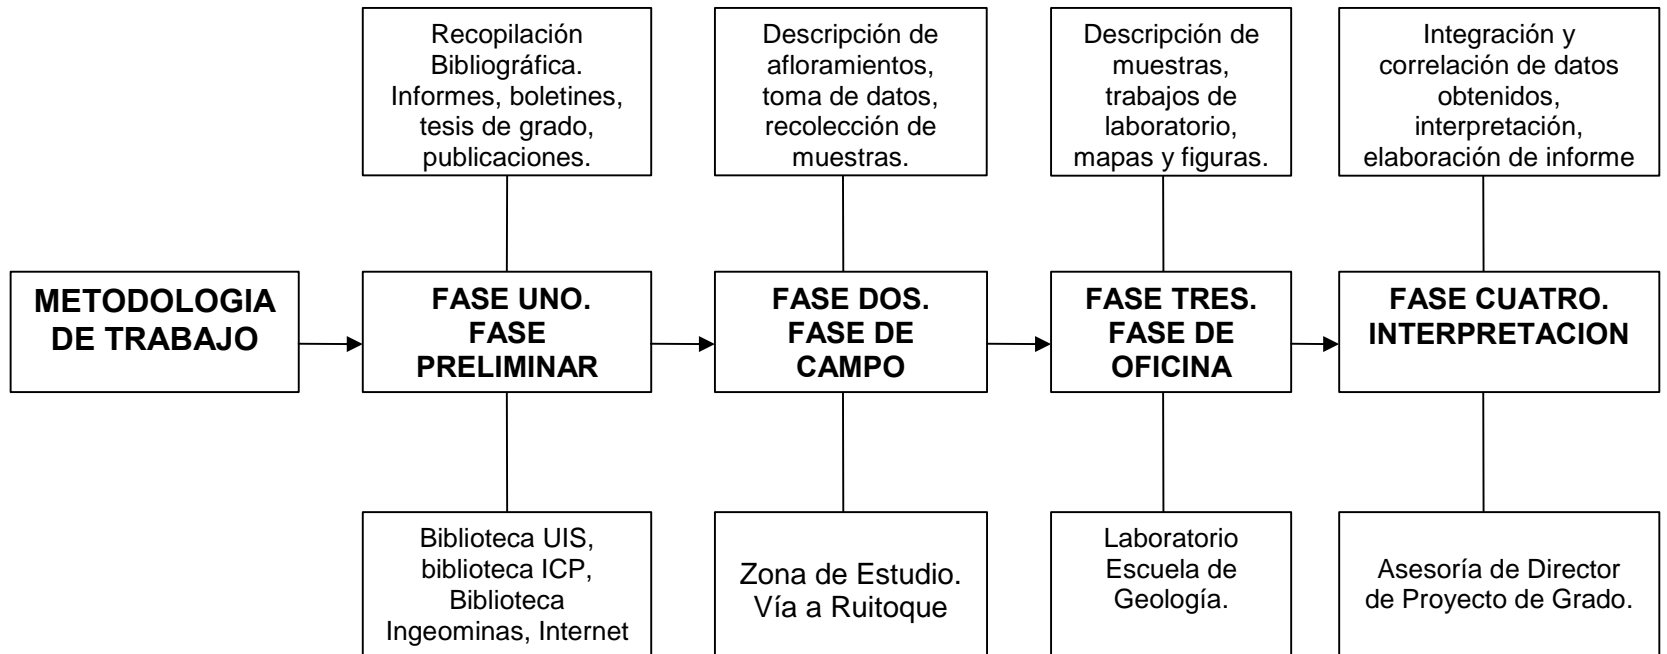 Recopilación
Bibliográfica.
Informes, boletines,
tesis de grado,
publicaciones.
Descripción de
afloramientos,
toma de datos,
recolección de
muestras.
Descripción de
muestras,
trabajos de
laboratorio,
mapas y figuras.
Integración y
correlación de datos
obtenidos,
interpretación,
elaboración de informe
METODOLOGIA
DE TRABAJO
FASE UNO.
FASE
PRELIMINAR
FASE DOS.
FASE DE
CAMPO
FASE TRES.
FASE DE
OFICINA
FASE CUATRO.
INTERPRETACION
Biblioteca UIS,
biblioteca ICP,
Biblioteca
Ingeominas, Internet
Zona de Estudio.
Vía a Ruitoque
Laboratorio
Escuela de
Geología.
Asesoría de Director
de Proyecto de Grado.